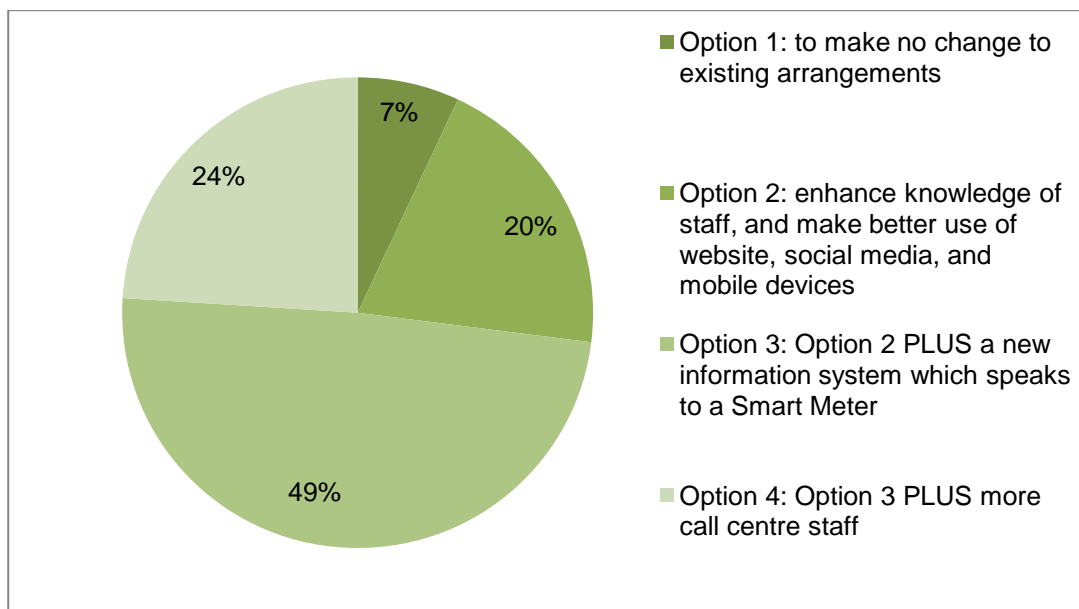 7%
20%
49%
24%
Option 1: to make no change to
existing arrangements
Option 2: enhance knowledge of
staff, and make better use of
website, social media, and
mobile devices
Option 3: Option 2 PLUS a new
information system which speaks
to a Smart Meter
Option 4: Option 3 PLUS more
call centre staff